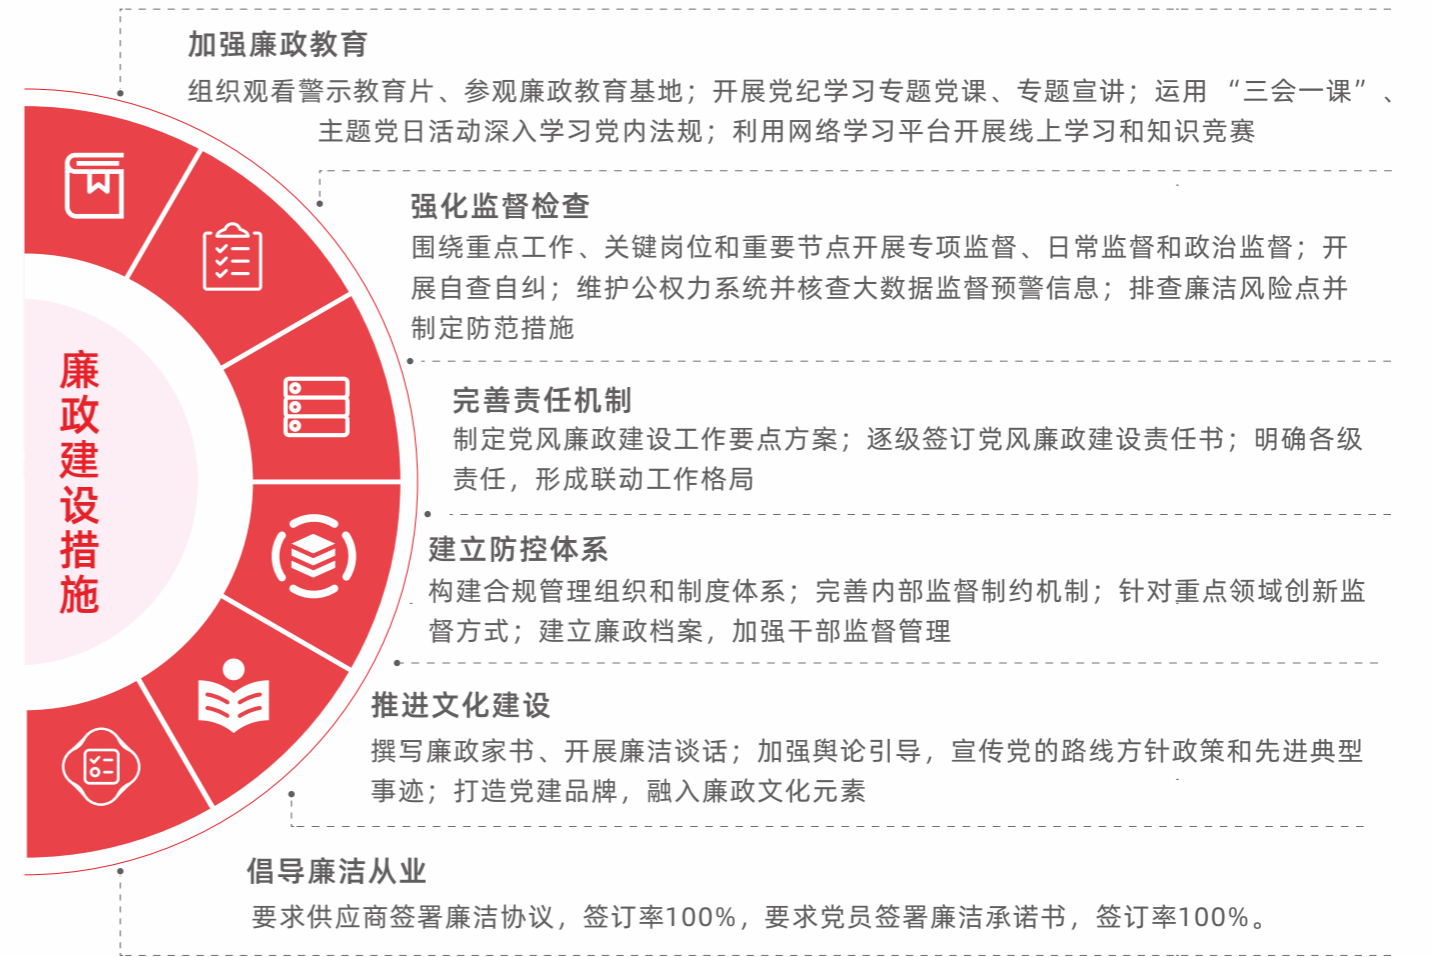 廉政建设措施
加强廉政教育
组织观看警示教育片、参观廉政教育基地；开展党纪学习专题党课、专题宣讲；运用 “三会一课” 、
主题党日活动深入学习党内法规；利用网络学习平台开展线上学习和知识竞赛
强化监督检查
围绕重点工作、关键岗位和重要节点开展专项监督、日常监督和政治监督；开
展自查自纠；维护公权力系统并核查大数据监督预警信息；排查廉洁风险点并
制定防范措施
完善责任机制
制定党风廉政建设工作要点方案；逐级签订党风廉政建设责任书；明确各级
责任，形成联动工作格局
建立防控体系
构建合规管理组织和制度体系；完善内部监督制约机制；针对重点领域创新监
督方式；建立廉政档案，加强干部监督管理
推进文化建设
撰写廉政家书、开展廉洁谈话；加强舆论引导，宣传党的路线方针政策和先进典型
事迹；打造党建品牌，融入廉政文化元素
倡导廉洁从业
要求供应商签署廉洁协议，签订率100%，要求党员签署廉洁承诺书，签订率100%。